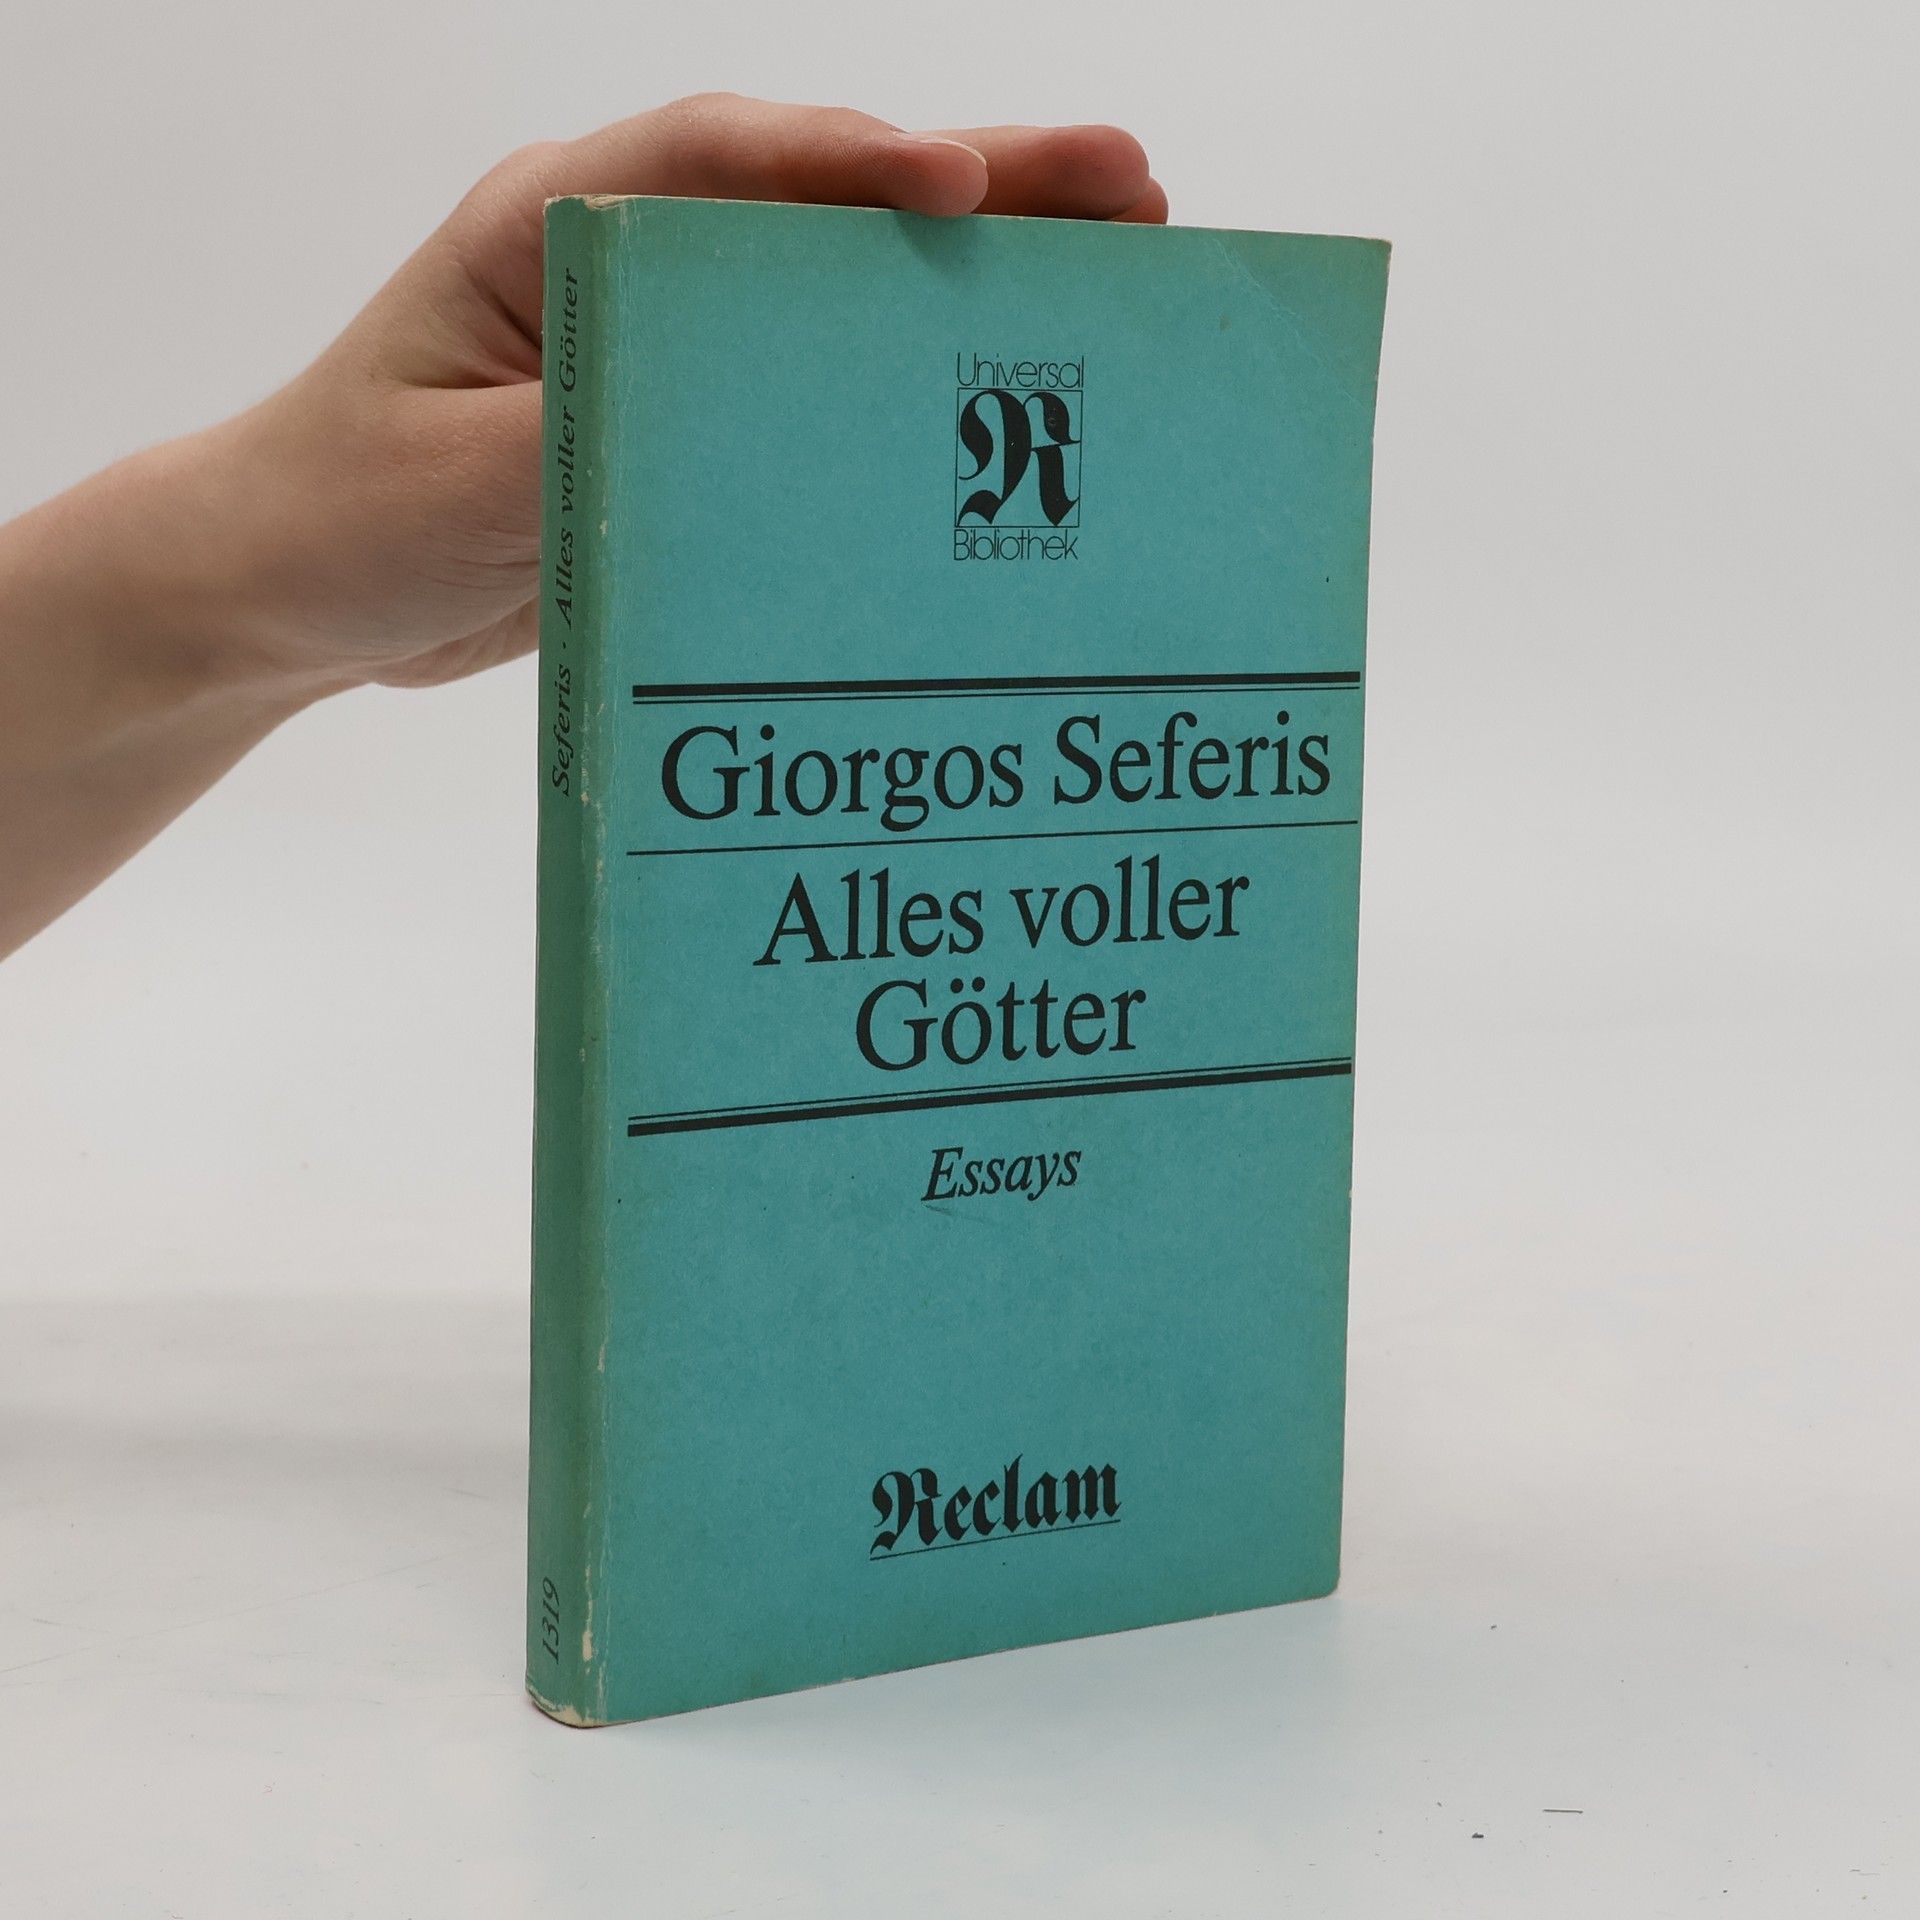 Seferis · Alles voller Götter
1319
Universal
R
Bibliothek
Giorgos Seferis
Alles voller
Götter
Essays
Reclam